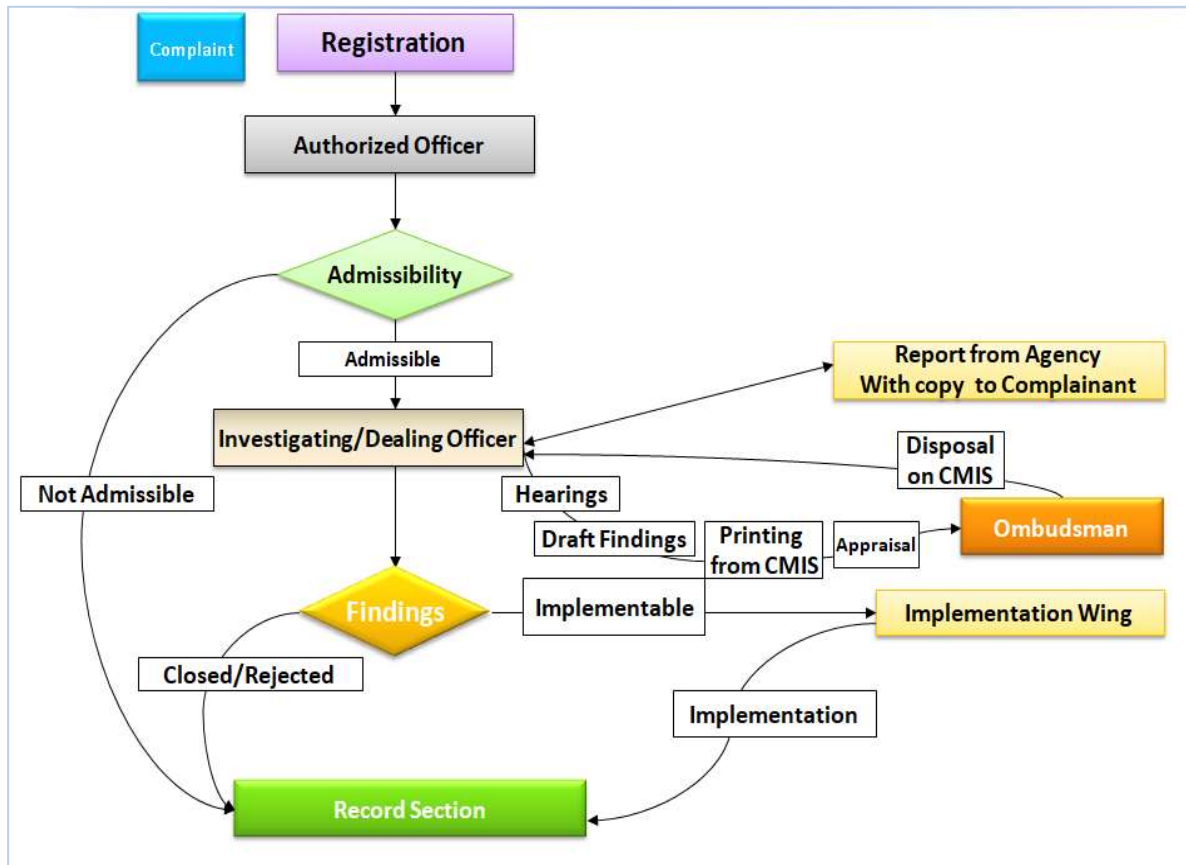 Complaint
Registration
Authorized Officer
Admissibility
Admissible
Report from Agency
With copy to Complainant
Investigating/Dealing Officer
Disposal
on CMIS
Not Admissible
Hearings
Ombudsman
Draft Findings
Printing
from CMIS
Appraisal
Findings
Implementable
Implementation Wing
Closed/Rejected
Implementation
Record Section